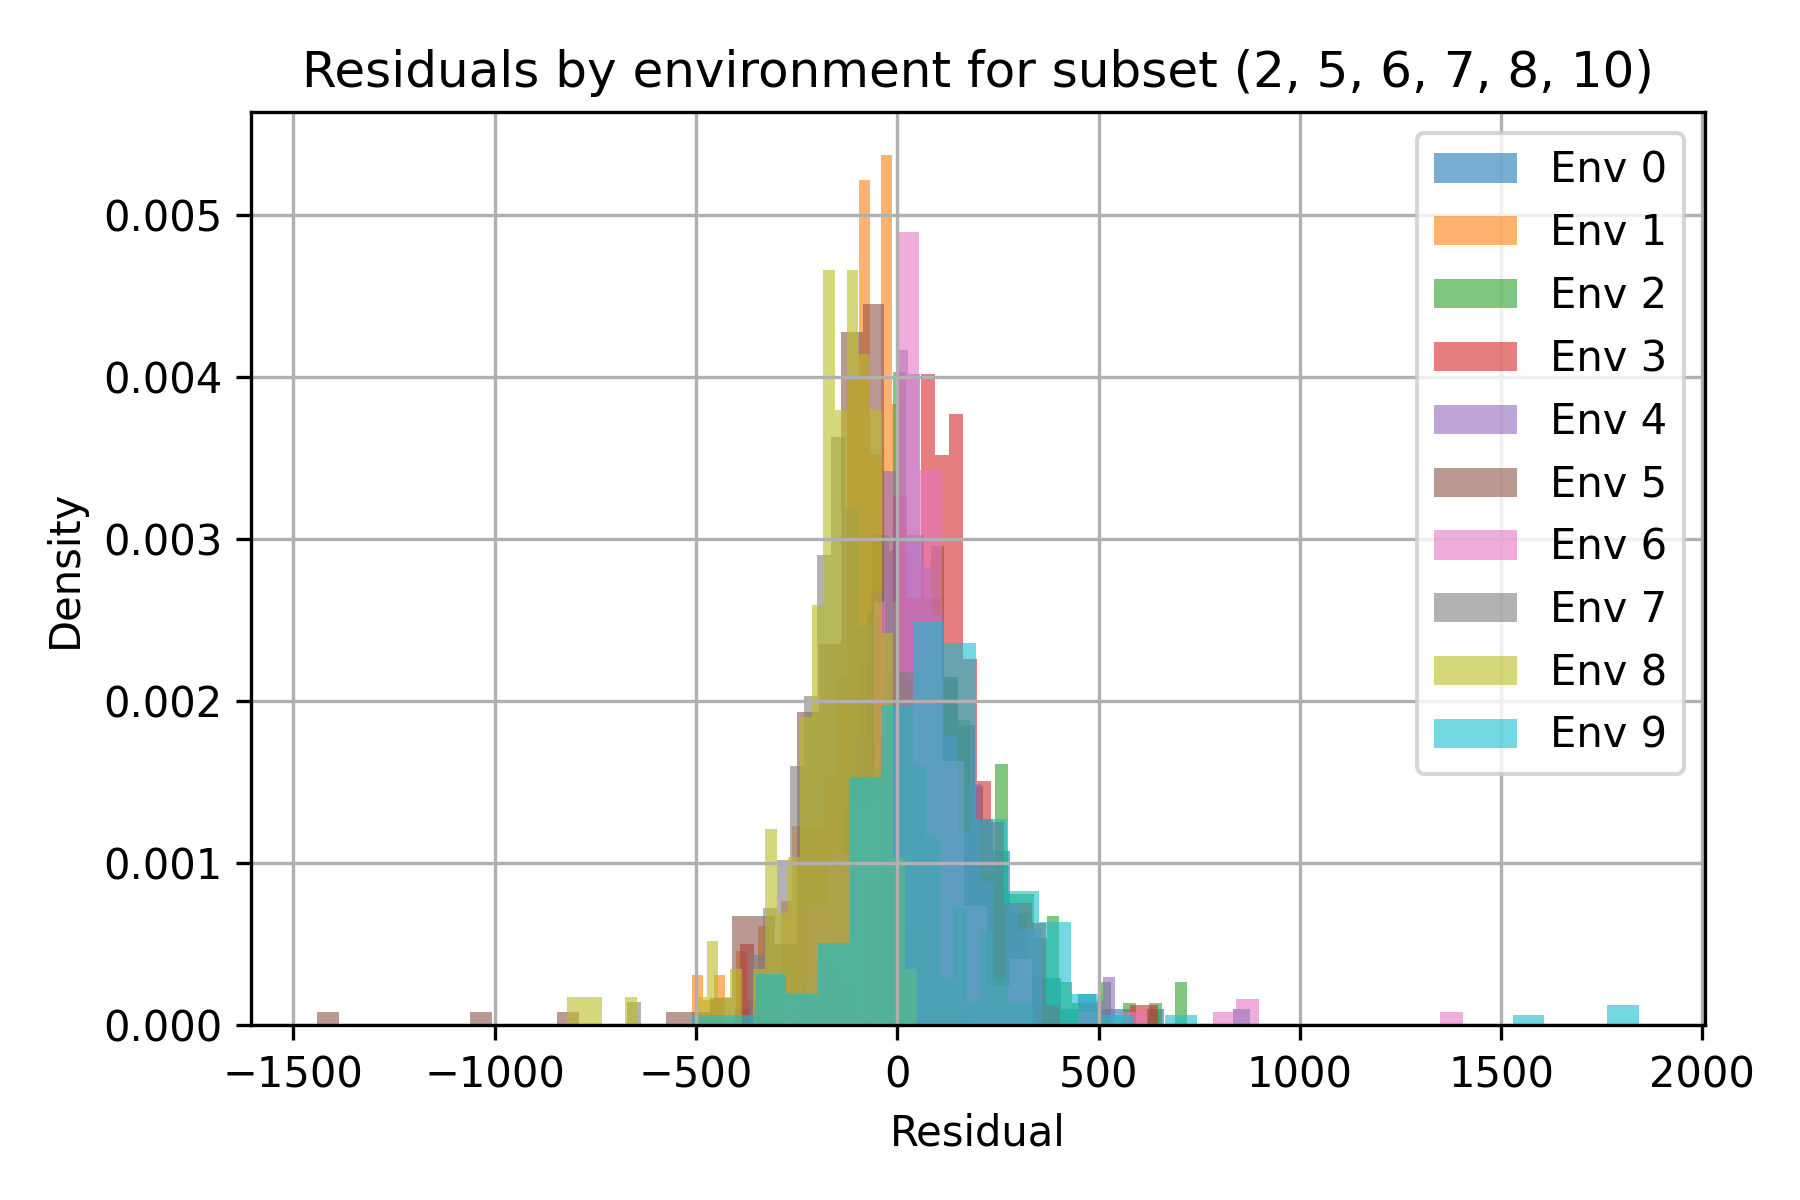 Residuals by environment for subset (2, 5, 6, 7, 8, 10)
Density
0.005
0.004
0.003
0.002
0.001
0.000
−1500 −1000 −500 0 500 1000 1500 2000
Residual
Env 0
Env 1
Env 2
Env 3
Env 4
Env 5
Env 6
Env 7
Env 8
Env 9